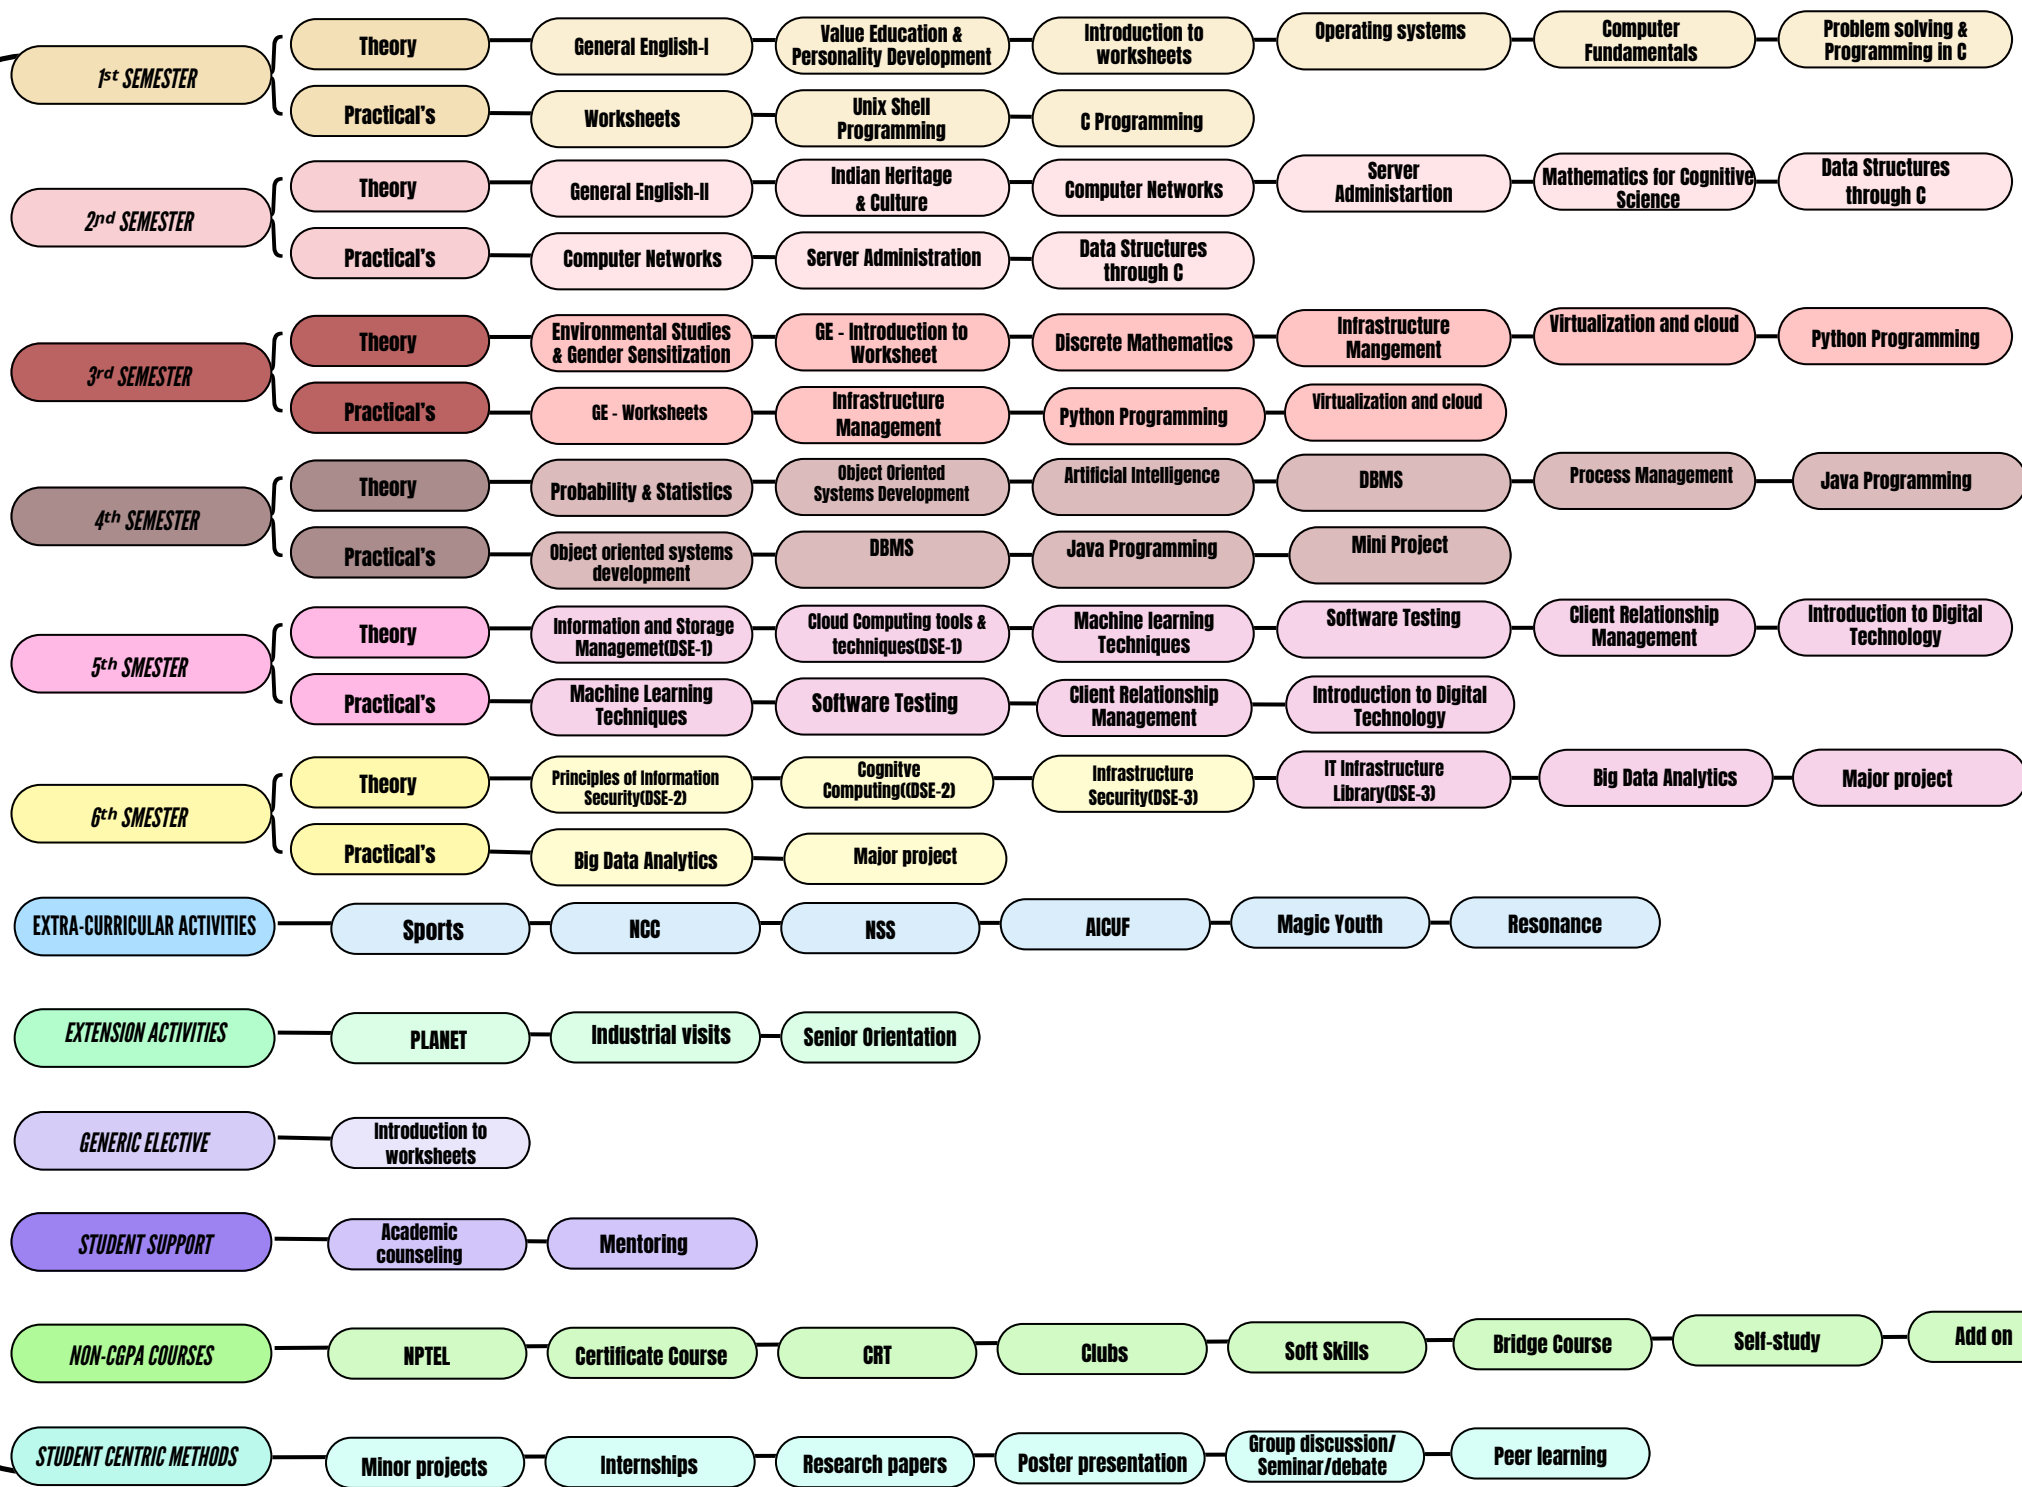 1st SEMESTER
Theory
General English-I
Value Education &
Personality Development
Introduction to
worksheets
Operating systems
Computer
Fundamentals
Problem solving &
Programming in C
Practical's
Worksheets
Unix Shell
Programming
C Programming
2nd SEMESTER
Theory
General English-II
Indian Heritage
& Culture
Computer Networks
Server
Administartion
Mathematics for Cognitive
Science
Data Structures
through C
Practical's
Computer Networks
Server Administration
Data Structures
through C
3rd SEMESTER
Theory
Environmental Studies
& Gender Sensitization
GE - Introduction to
Worksheet
Discrete Mathematics
Infrastructure
Mangement
Virtualization and cloud
Python Programming
Practical's
GE - Worksheets
Infrastructure
Management
Python Programming
Virtualization and cloud
4th SEMESTER
Theory
Probability & Statistics
Object Oriented
Systems Development
Artificial Intelligence
DBMS
Process Management
Java Programming
Practical's
Object oriented systems
development
DBMS
Java Programming
Mini Project
5th SMESTER
Theory
Information and Storage
Managemet(DSE-1)
Cloud Computing tools &
techniques(DSE-1)
Machine learning
Techniques
Software Testing
Client Relationship
Management
Introduction to Digital
Technology
Practical's
Machine Learning
Techniques
Software Testing
Client Relationship
Management
Introduction to Digital
Technology
6th SMESTER
Theory
Principles of Information
Security(DSE-2)
Cognitve
Computing((DSE-2)
Infrastructure
Security(DSE-3)
IT Infrastructure
Library(DSE-3)
Big Data Analytics
Major project
Practical's
Big Data Analytics
Major project
EXTRA-CURRICULAR ACTIVITIES
Sports
NCC
NSS
AICUF
Magic Youth
Resonance
EXTENSION ACTIVITIES
PLANET
Industrial visits
Senior Orientation
GENERIC ELECTIVE
Introduction to
worksheets
STUDENT SUPPORT
Academic
counseling
Mentoring
NON-CGPA COURSES
NPTEL
Certificate Course
CRT
Clubs
Soft Skills
Bridge Course
Self-study
Add on
STUDENT CENTRIC METHODS
Minor projects
Internships
Research papers
Poster presentation
Group discussion/
Seminar/debate
Peer learning